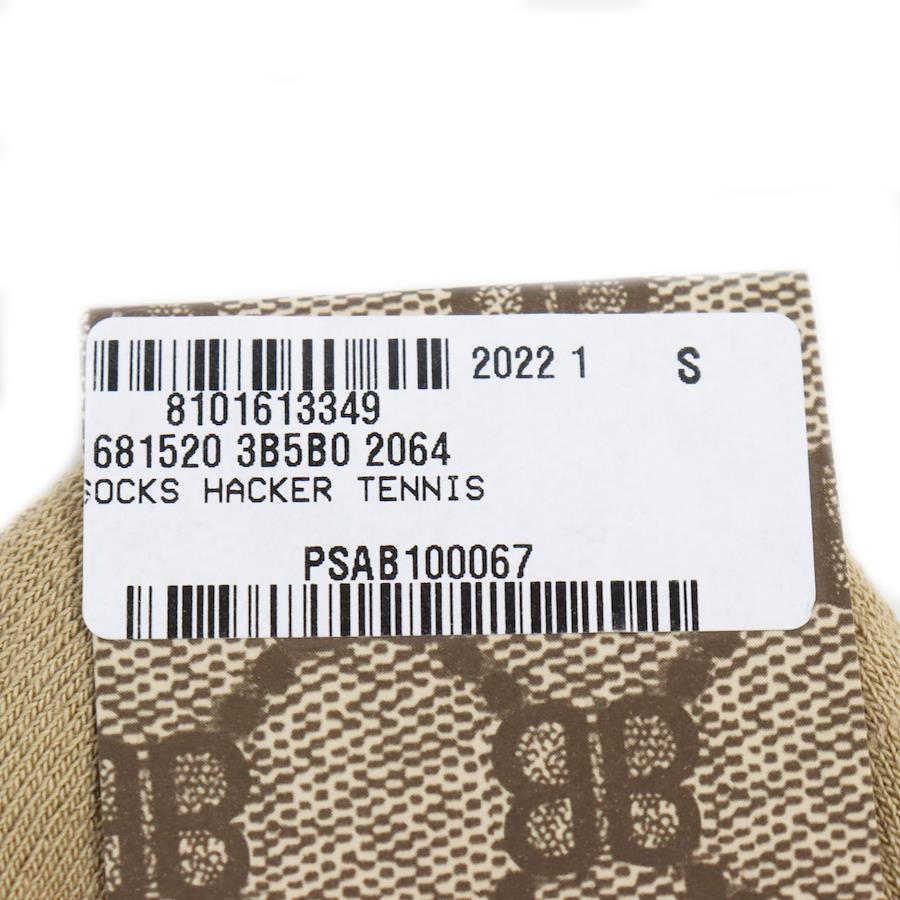 2022 1 S
8101613349
681520 3B5B0 2064
SOCKS HACKER TENNIS
PSAB100067